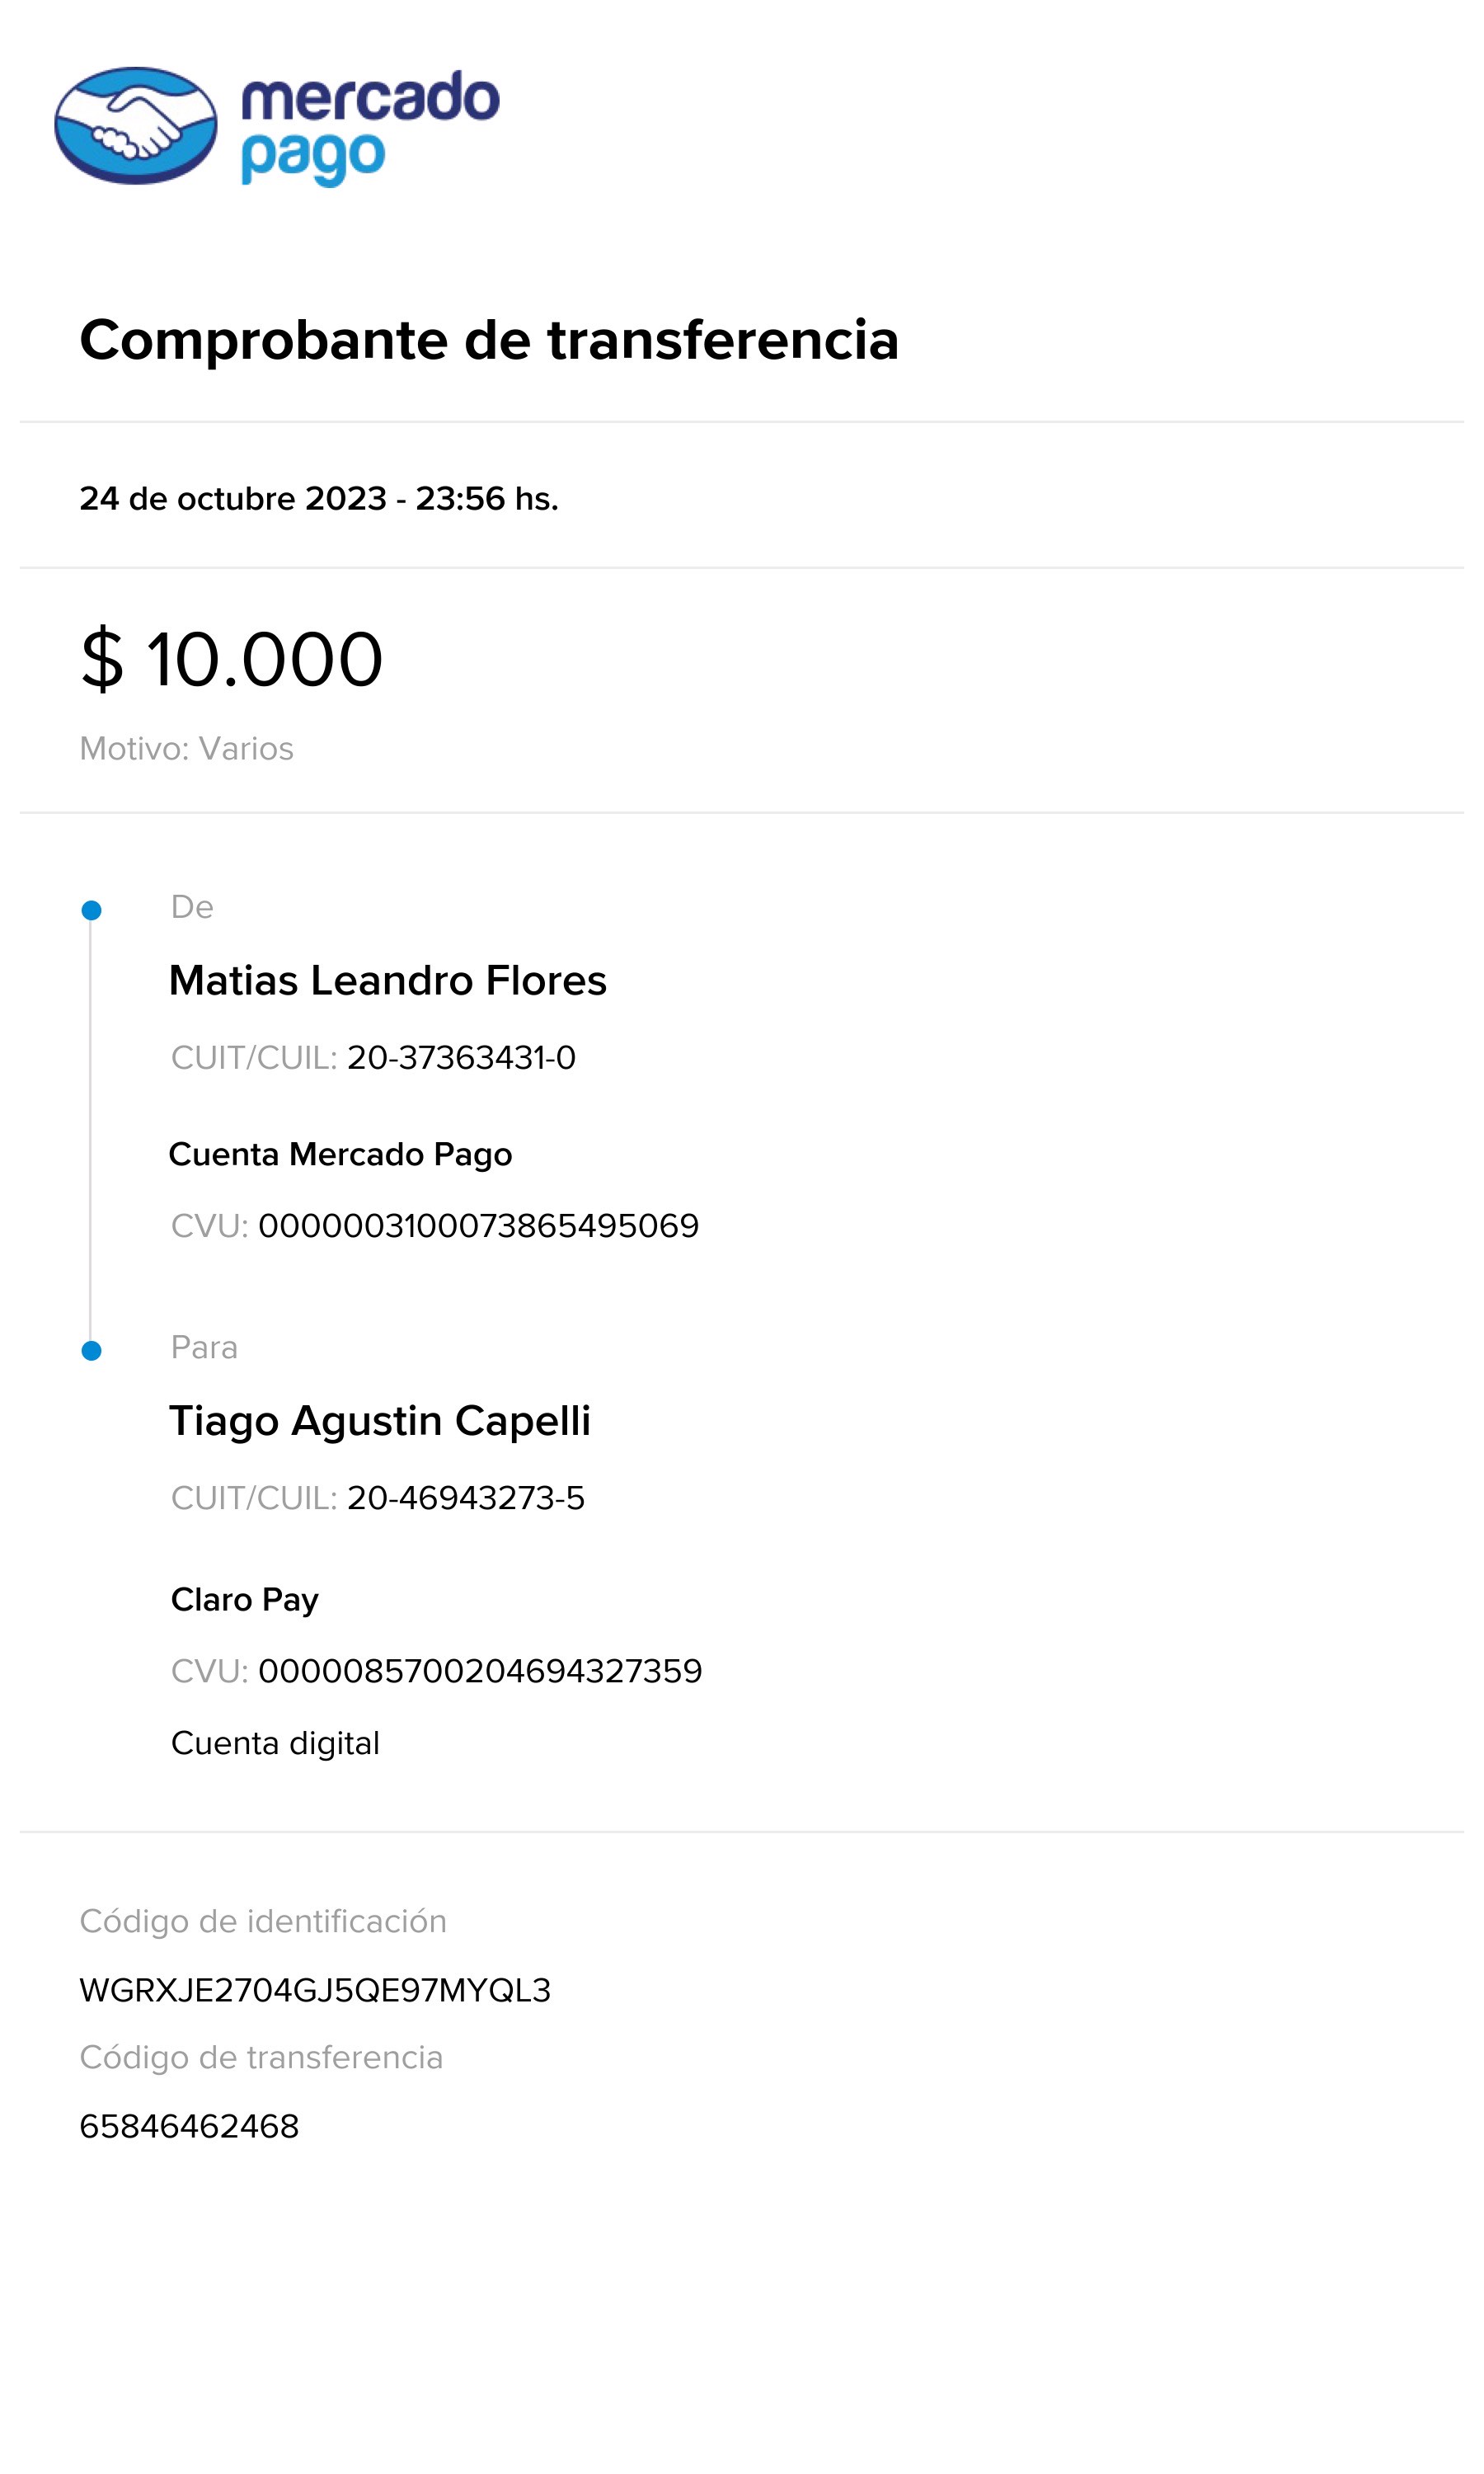 mercado
pago
Comprobante de transferencia
24 de octubre 2023 - 23:56 hs.
$ 10.000
Motivo: Varios
De
Matias Leandro Flores
CUIT/CUIL: 20-37363431-0
Cuenta Mercado Pago
CVU: 0000003100073865495069
Para
Tiago Agustin Capelli
CUIT/CUIL: 20-46943273-5
Claro Pay
CVU: 0000085700204694327359
Cuenta digital
Código de identificación
WGRXJE2704GJ5QE97MYQL3
Código de transferencia
65846462468